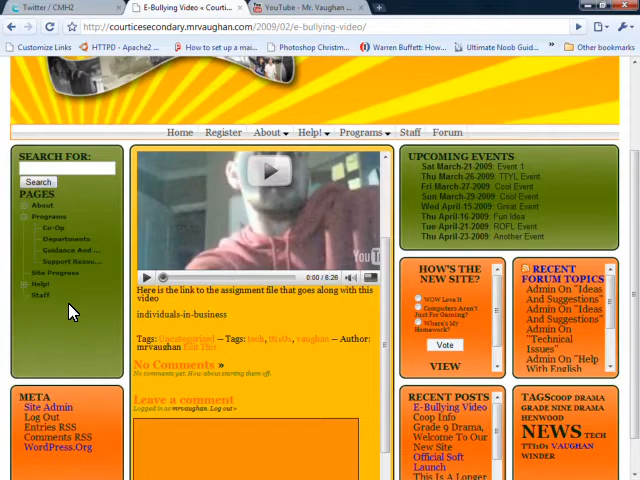 Twitter / CMH2
E-Bullying Video « Courti...
YouTube - Mr. Vaughan ...
http://courticesecondary.mrvaughan.com/2009/02/e-bullying-video/
Customize Links
HTTPD - Apache2 ...
How to set up a mai...
Photoshop Christm...
Warren Buffett: How...
Ultimate Noob Guid...
Other bookmarks
Home
Register
About
Help!
Programs
Staff
Forum
SEARCH FOR:
Search
PAGES
About
Programs
Co-Op
Departments
Guidance And ...
Support Resou...
Site Progress
Help!
Staff
META
Site Admin
Log Out
Entries RSS
Comments RSS
WordPress.Org
You
0:00 / 6:26
Here is the link to the assignment file that goes along with this
video
individuals-in-business
Tags: Uncategorized — Tags: tech, tti1o1, vaughan — Author:
mrvaughan Edit This
No Comments »
No comments yet. How about starting them off.
Leave a comment
Logged in as mrvaughan. Log out »
UPCOMING EVENTS
Sat March-21-2009: Event 1
Thu March-26-2009: TTYL Event
Fri March-27-2009: Cool Event
Sun March-29-2009: Cool Event
Wed April-15-2009: Great Event
Thu April-16-2009: Fun Idea
Tue April-21-2009: ROFL Event
Thu April-23-2009: Another Event
HOW'S THE
NEW SITE?
WOW Love It
Computers Aren't
Just For Gaming?
Where's My
Homework?
Vote
VIEW
RECENT
FORUM TOPICS
Admin On "Ideas
And Suggestions"
Admin On "Ideas
And Suggestions"
Admin On
"Technical
Issues"
Admin On "Help
With English
RECENT POSTS
E-Bullying Video
Coop Info
Grade 9 Drama,
Welcome To Our
New Site
Official Soft
Launch
This Is A Longer
TAGS COOP DRAMA
GRADE NINE DRAMA
HENWOOD
NEWS TECH
TTI1O1 VAUGHAN
WINDER